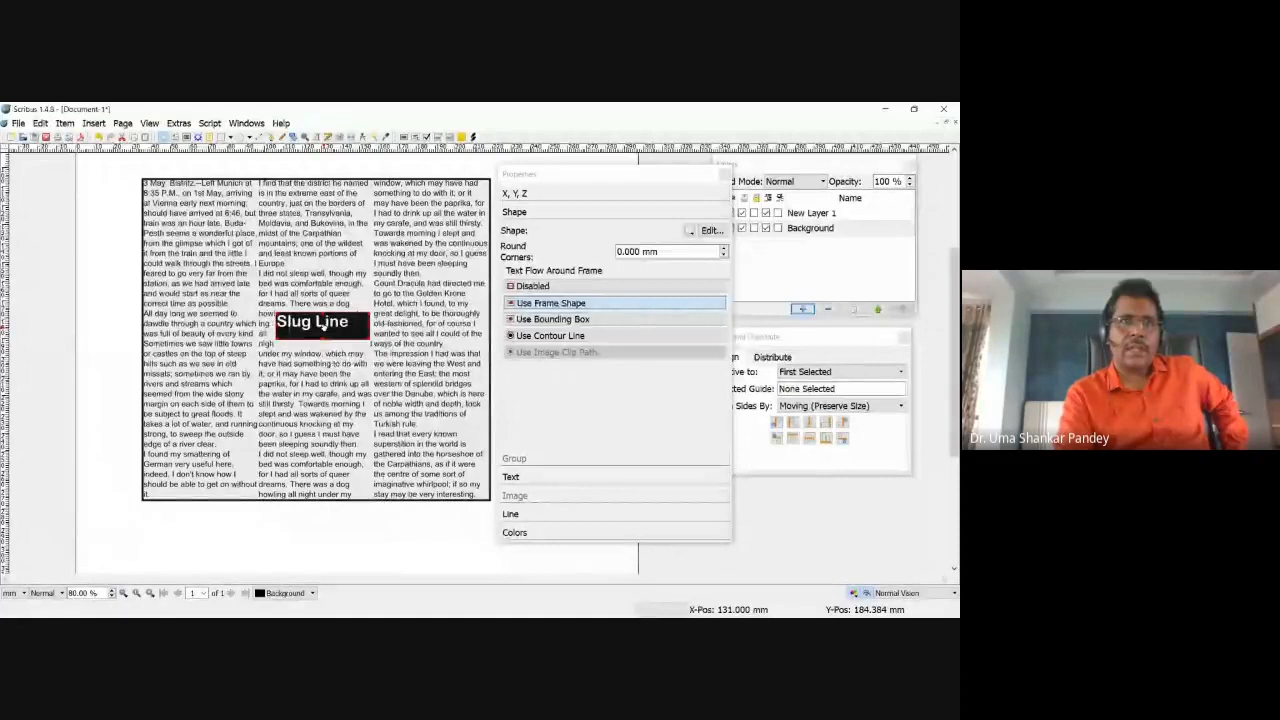 Scribus 1.4.8 - [Document-1*]
File Edit Item Insert Page View Extras Script Windows Help
3 May. Bistritz.--Left Munich at
8:35 P.M., on 1st May, arriving
at Vienna early next morning;
should have arrived at 6:46, but
train was an hour late. Buda-
Pesth seems a wonderful place,
from the glimpse which I got of
it from the train and the little I
could walk through the streets. I
feared to go very far from the
station, as we had arrived late
and would start as near the
correct time as possible.
All day long we seemed to
dawdle through a country which
was full of beauty of every kind.
Sometimes we saw little towns
or castles on the top of steep
hills such as we see in old
missals; sometimes we ran by
rivers and streams which
seemed from the wide stony
margin on each side of them to
be subject to great floods. It
takes a lot of water, and running
strong, to sweep the outside
edge of a river clear.
I found my smattering of
German very useful here,
indeed, I don't know how I
should be able to get on without
it.
I find that the district he named
is in the extreme east of the
country, just on the borders of
three states, Transylvania,
Moldavia, and Bukovina, in the
midst of the Carpathian
mountains; one of the wildest
and least known portions of
Europe.
I did not sleep well, though my
bed was comfortable enough,
for I had all sorts of queer
dreams. There was a dog
Slug Line
under my window, which may
have had something to do with
it; or it may have been the
paprika, for I had to drink up all
the water in my carafe, and was
still thirsty. Towards morning I
slept and was wakened by the
continuous knocking at my
door, so I guess I must have
been sleeping soundly then.
I did not sleep well, though my
bed was comfortable enough,
for I had all sorts of queer
dreams. There was a dog
howling all night under my
window, which may have had
something to do with it; or it
may have been the paprika, for
I had to drink up all the water in
my carafe, and was still thirsty.
Towards morning I slept and
was wakened by the continuous
knocking at my door, so I guess
I must have been sleeping
soundly then.
Count Dracula had directed me
to go to the Golden Krone
Hotel, which I found, to my
great delight, to be thoroughly
old-fashioned, for of course I
wanted to see all I could of the
ways of the country.
The impression I had was that
we were leaving the West and
entering the East; the most
western of splendid bridges
over the Danube, which is here
of noble width and depth, took
us among the traditions of
Turkish rule.
I read that every known
superstition in the world is
gathered into the horseshoe of
the Carpathians, as if it were
the centre of some sort of
imaginative whirlpool; if so my
stay may be very interesting.
Properties
X, Y, Z
Shape
Shape: Edit...
Round Corners: 0.000 mm
Text Flow Around Frame
Disabled
Use Frame Shape
Use Bounding Box
Use Contour Line
Use Image Clip Path
Group
Text
Image
Line
Colors
Layers
d Mode: Normal Opacity: 100 %
Name
New Layer 1
Background
Distribute
First Selected
Guide: None Selected
Sides By: Moving (Preserve Size)
mm Normal 80.00 % 1 of 1 Background Normal Vision
X-Pos: 131.000 mm Y-Pos: 184.384 mm
Dr. Uma Shankar Pandey